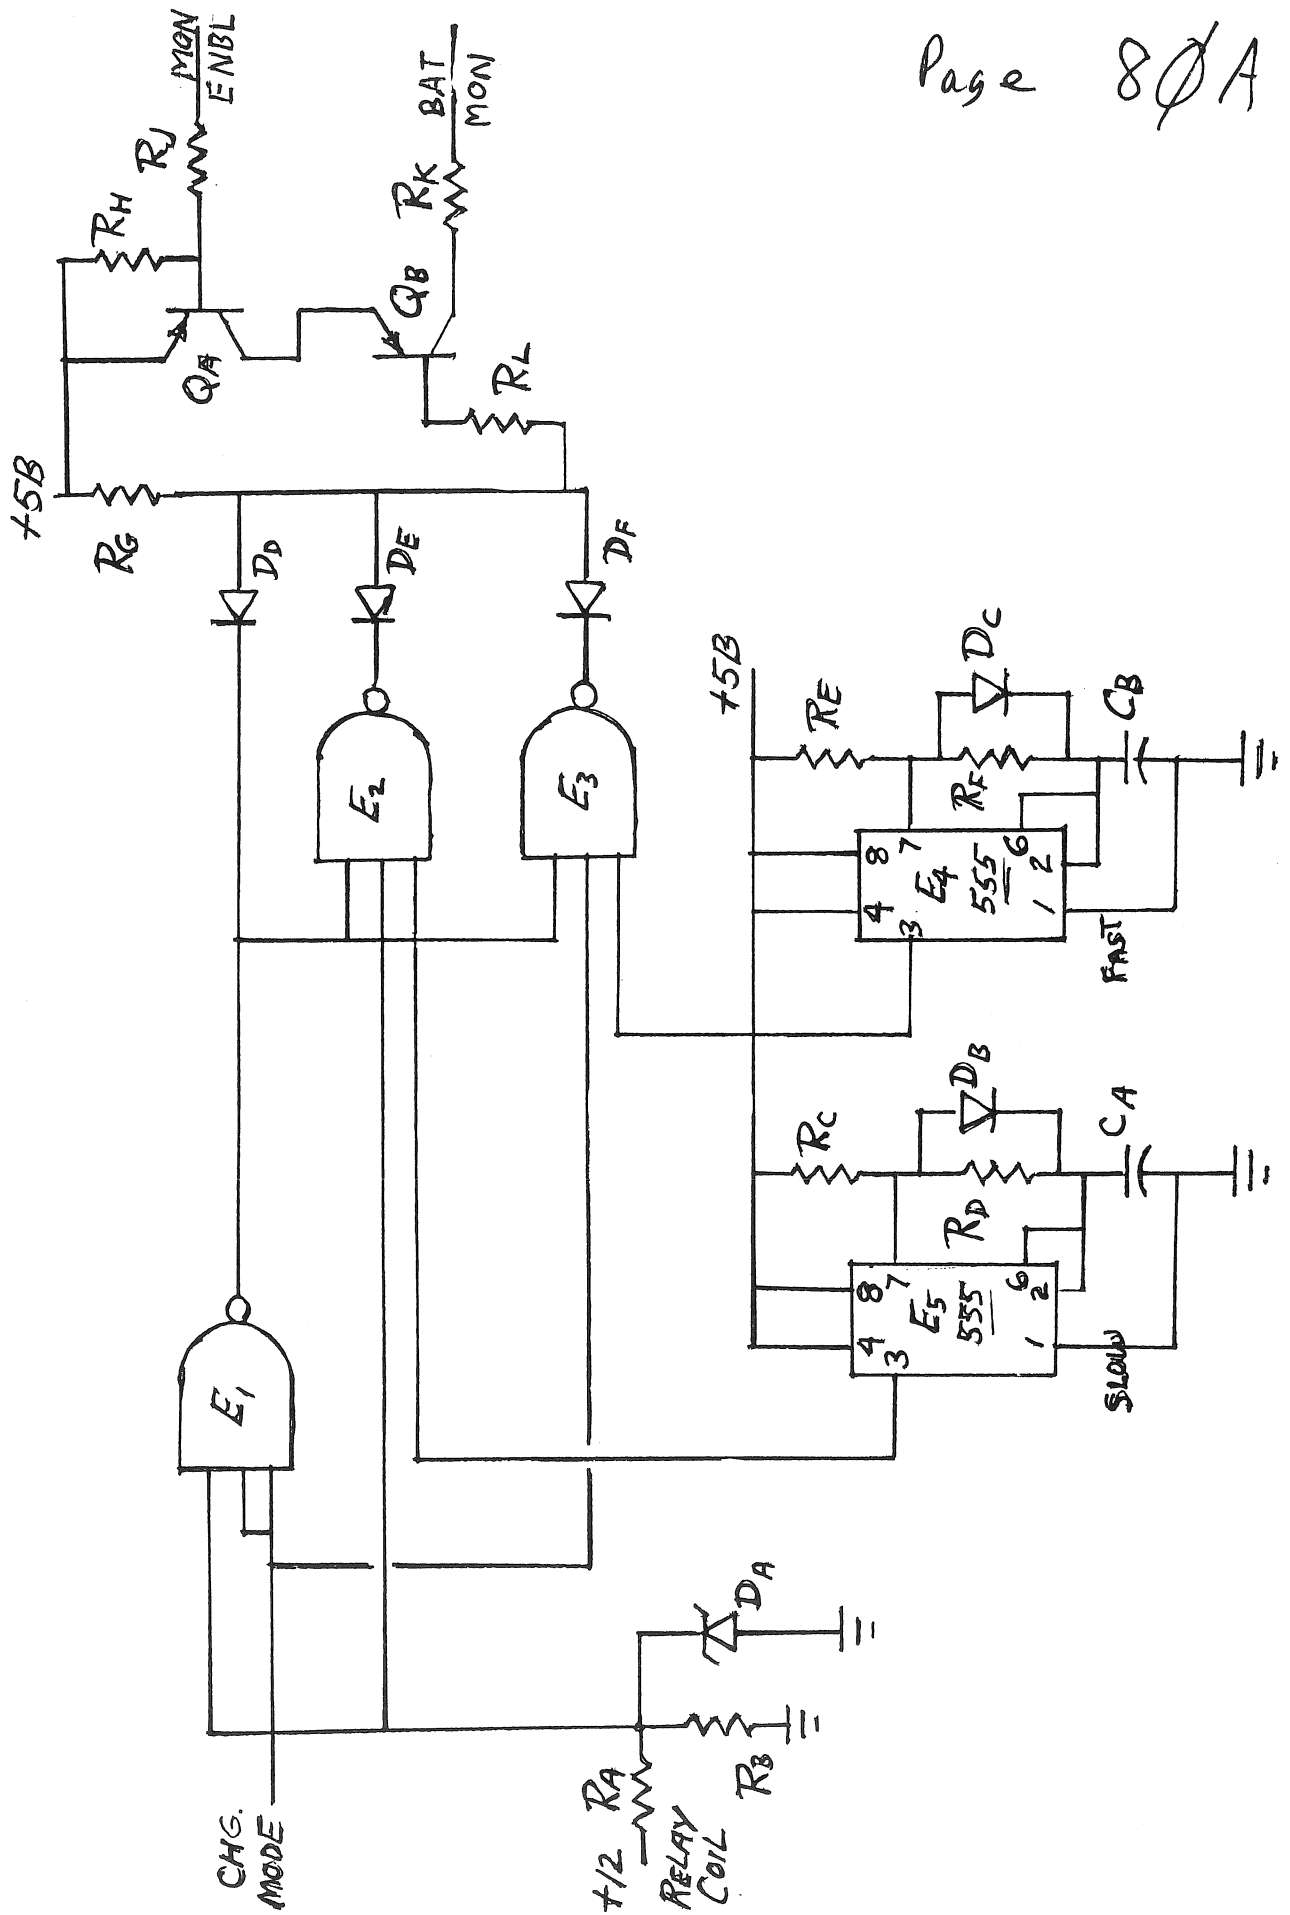 Page 8ØA
MON
ENBL
RJ
RH
BAT
MON
RK
QB
QA
RL
+5B
RG
DD
DE
DF
E2
E3
+5B
RE
DC
RF
CB
8
7
4
E4
555
6
2
3
1
FAST
RC
DB
RD
CA
8
7
4
E5
555
6
2
3
1
SLOW
E1
DA
RB
RA
CHG.
MODE
+12
RELAY
COIL